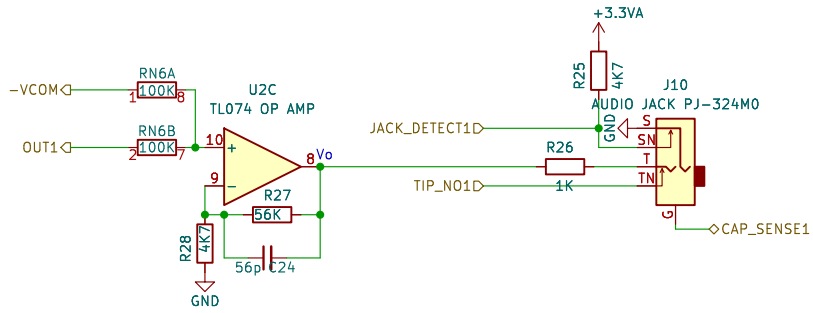 +3.3VA
RN6A
-VCOM
1
100K
8
R25
4K7
U2C
TL074 OP AMP
J10
AUDIO JACK PJ-324M0
RN6B
OUT1
2
100K
7
10
+
JACK_DETECT1
GND
S
SN
8
Vo
R26
1K
T
9
-
TIP_NO1
TN
R27
56K
G
CAP_SENSE1
R28
4K7
56p
C24
GND